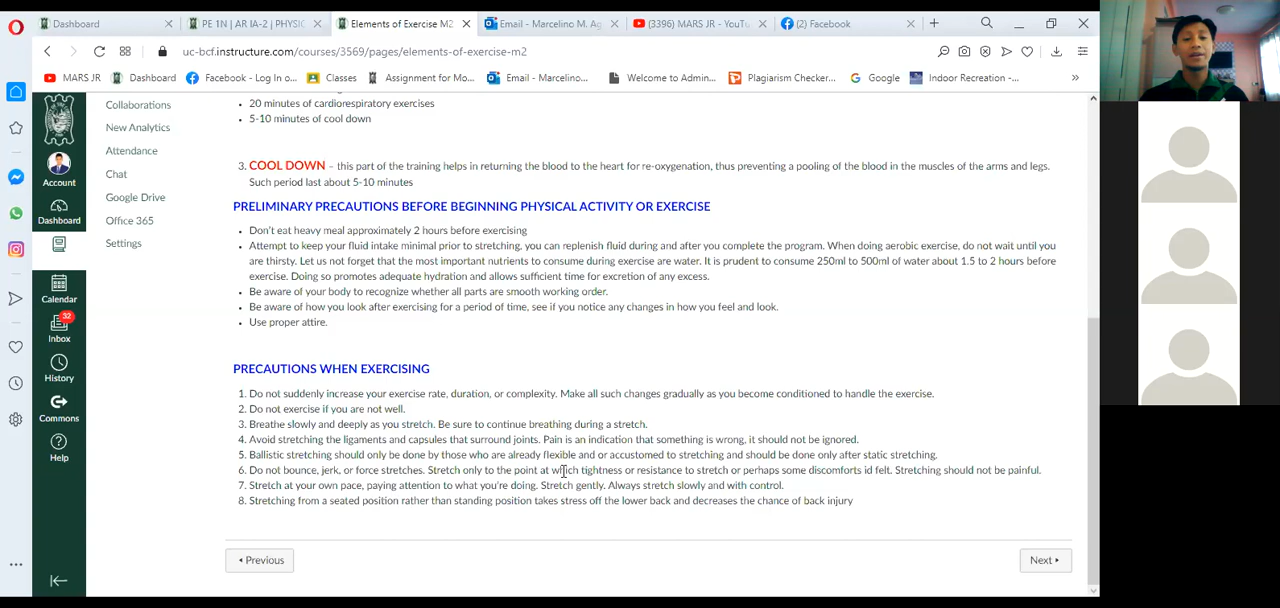 Dashboard
PE 1N | AR IA-2 | PHYSIC
Elements of Exercise M2
Email - Marcelino M. Ag
(3396) MARS JR - YouTu
(2) Facebook
uc-bcf.instructure.com/courses/3569/pages/elements-of-exercise-m2
MARS JR
Dashboard
Facebook - Log In o...
Classes
Assignment for Mo...
Email - Marcelino...
Welcome to Admin...
Plagiarism Checker...
Google
Indoor Recreation -...
Account
Dashboard
Calendar
32
Inbox
History
Commons
Help
Collaborations
New Analytics
Attendance
Chat
Google Drive
Office 365
Settings
• 20 minutes of cardiorespiratory exercises
• 5-10 minutes of cool down
3. COOL DOWN – this part of the training helps in returning the blood to the heart for re-oxygenation, thus preventing a pooling of the blood in the muscles of the arms and legs.
Such period last about 5-10 minutes
PRELIMINARY PRECAUTIONS BEFORE BEGINNING PHYSICAL ACTIVITY OR EXERCISE
• Don't eat heavy meal approximately 2 hours before exercising
• Attempt to keep your fluid intake minimal prior to stretching, you can replenish fluid during and after you complete the program. When doing aerobic exercise, do not wait until you
are thirsty. Let us not forget that the most important nutrients to consume during exercise are water. It is prudent to consume 250ml to 500ml of water about 1.5 to 2 hours before
exercise. Doing so promotes adequate hydration and allows sufficient time for excretion of any excess.
• Be aware of your body to recognize whether all parts are smooth working order.
• Be aware of how you look after exercising for a period of time, see if you notice any changes in how you feel and look.
• Use proper attire.
PRECAUTIONS WHEN EXERCISING
1. Do not suddenly increase your exercise rate, duration, or complexity. Make all such changes gradually as you become conditioned to handle the exercise.
2. Do not exercise if you are not well.
3. Breathe slowly and deeply as you stretch. Be sure to continue breathing during a stretch.
4. Avoid stretching the ligaments and capsules that surround joints. Pain is an indication that something is wrong, it should not be ignored.
5. Ballistic stretching should only be done by those who are already flexible and or accustomed to stretching and should be done only after static stretching.
6. Do not bounce, jerk, or force stretches. Stretch only to the point at which tightness or resistance to stretch or perhaps some discomforts id felt. Stretching should not be painful.
7. Stretch at your own pace, paying attention to what you're doing. Stretch gently. Always stretch slowly and with control.
8. Stretching from a seated position rather than standing position takes stress off the lower back and decreases the chance of back injury
Previous
Next